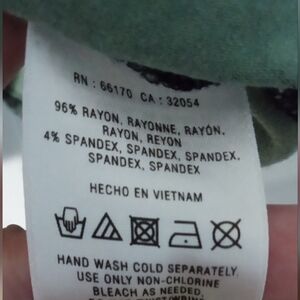 RN : 66170 CA : 32054
96% RAYON, RAYONNE, RAYÓN,
RAYON, REYON
4% SPANDEX, SPANDEX, SPANDEX,
SPANDEX, SPANDEX
HECHO EN VIETNAM
HAND WASH COLD SEPARATELY.
USE ONLY NON-CHLORINE
BLEACH AS NEEDED.